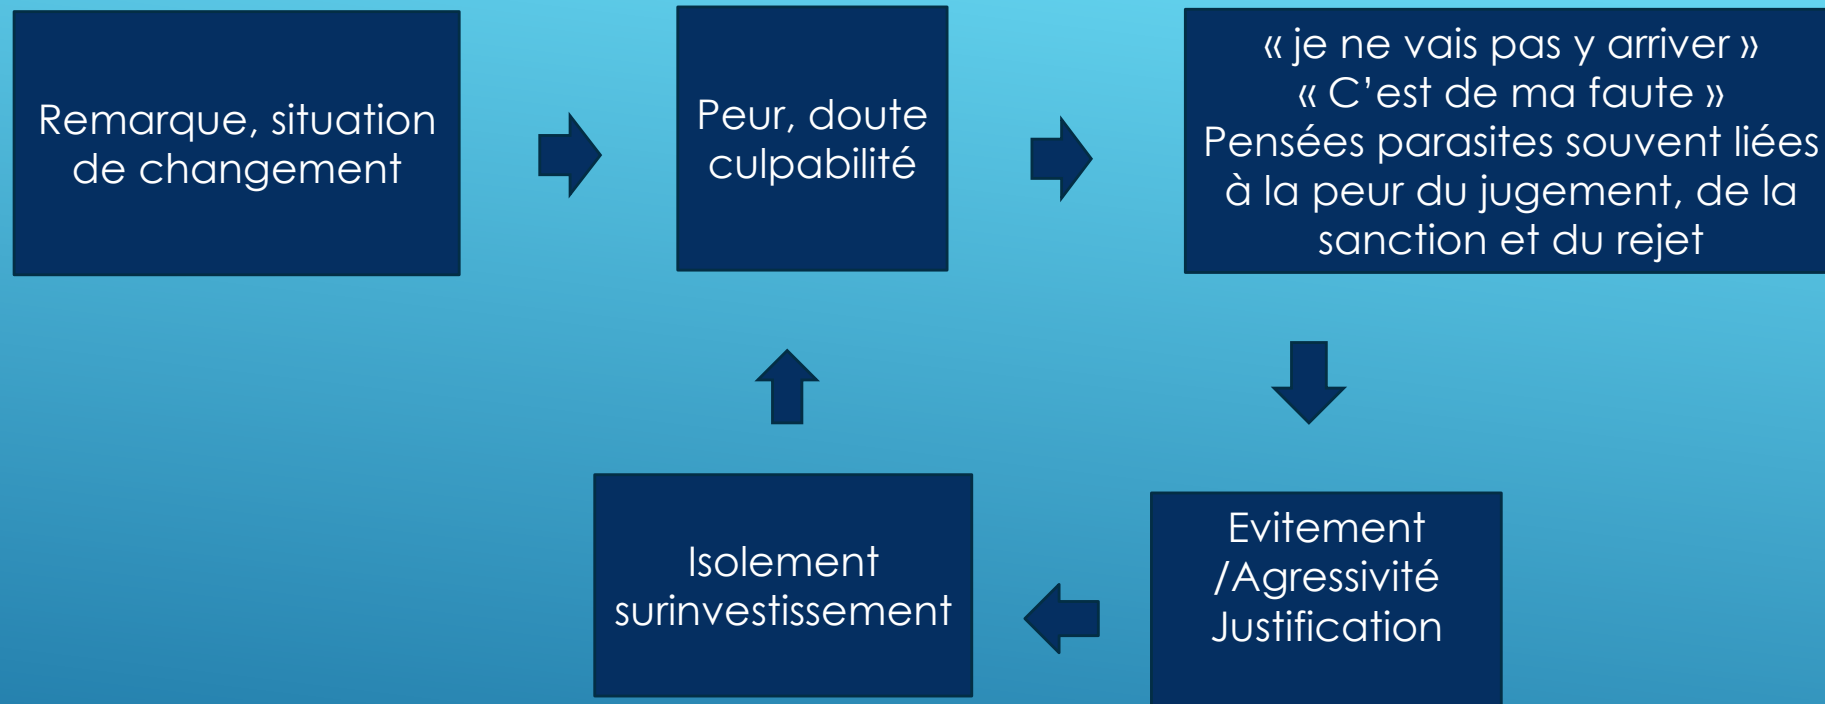 Remarque, situation
de changement
Peur, doute
culpabilité
« je ne vais pas y arriver »
« C’est de ma faute »
Pensées parasites souvent liées
à la peur du jugement, de la
sanction et du rejet
Isolement
surinvestissement
Evitement
/Agressivité
Justification